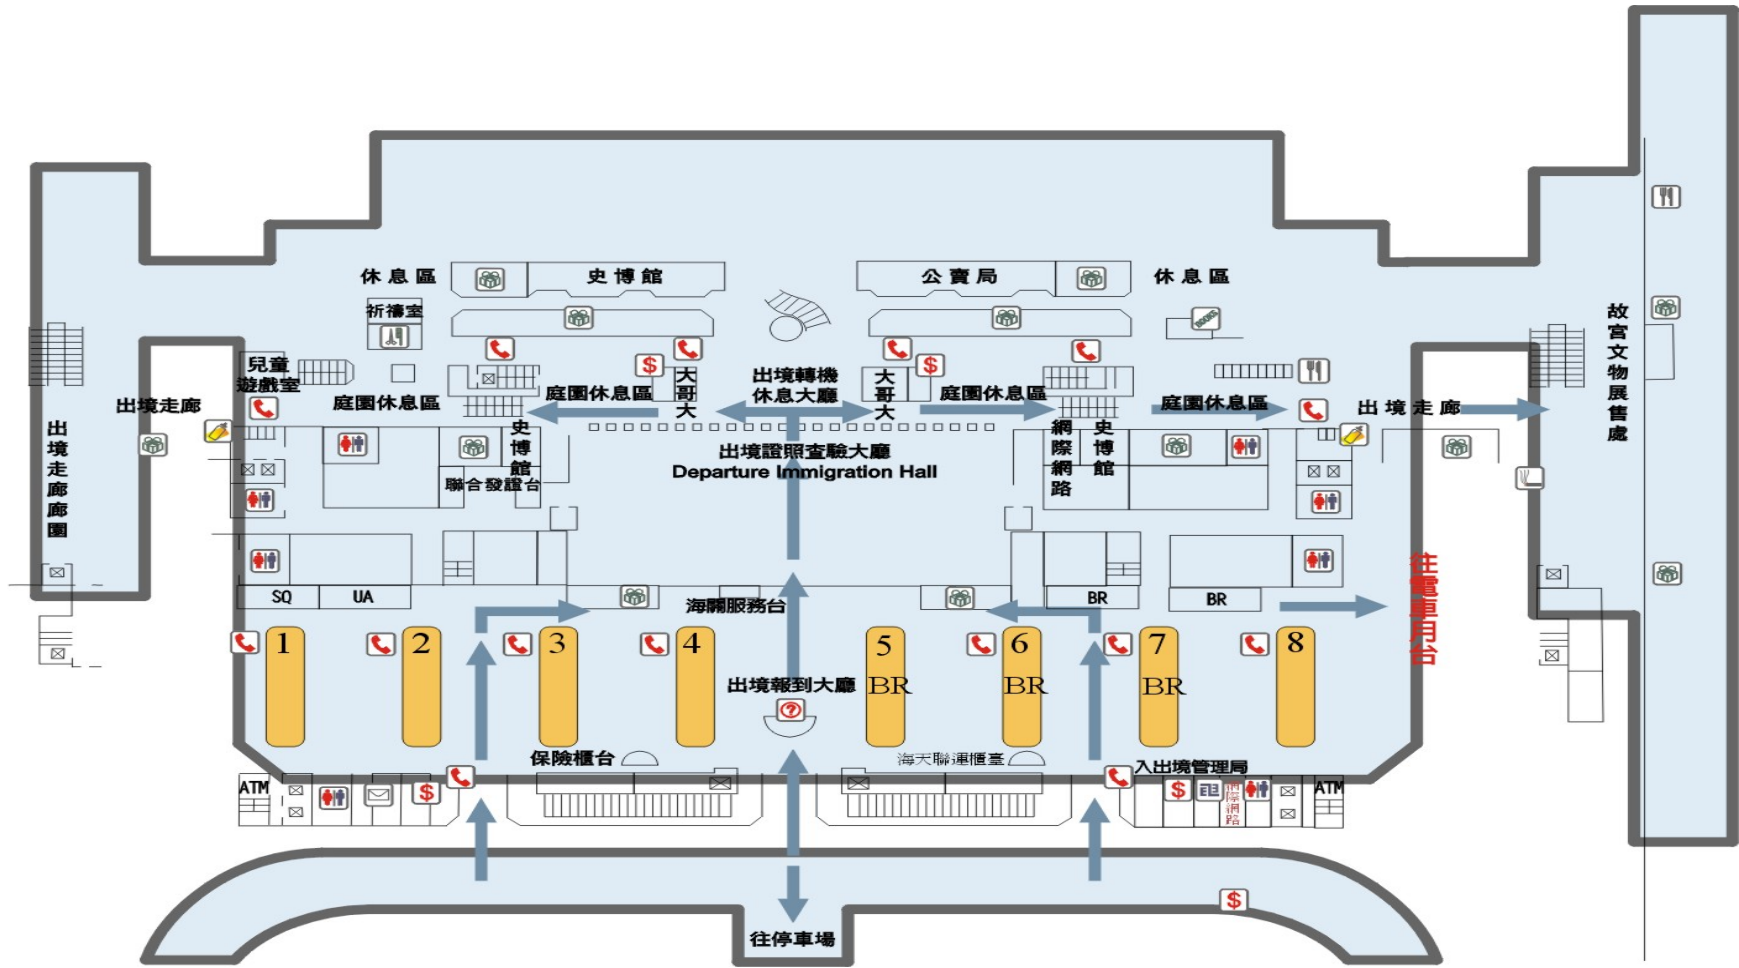 休息區
史博館
公賣局
休息區
祈禱室
BOOKS
故宮文物展售處
兒童
遊戲室
$
大哥大
出境轉機
休息大廳
大哥大
$
庭園休息區
庭園休息區
庭園休息區
庭園休息區
出境走廊
出境走廊
出境走廊廊園
史博館
聯合發證台
出境證照查驗大廳
Departure Immigration Hall
網際網路
史博館
往電車月台
SQ
UA
海關服務台
BR
BR
1
2
3
4
5
BR
6
BR
7
BR
8
出境報到大廳
?
保險櫃台
海天聯運櫃臺
入出境管理局
ATM
$
$
網際網路
ATM
$
往停車場